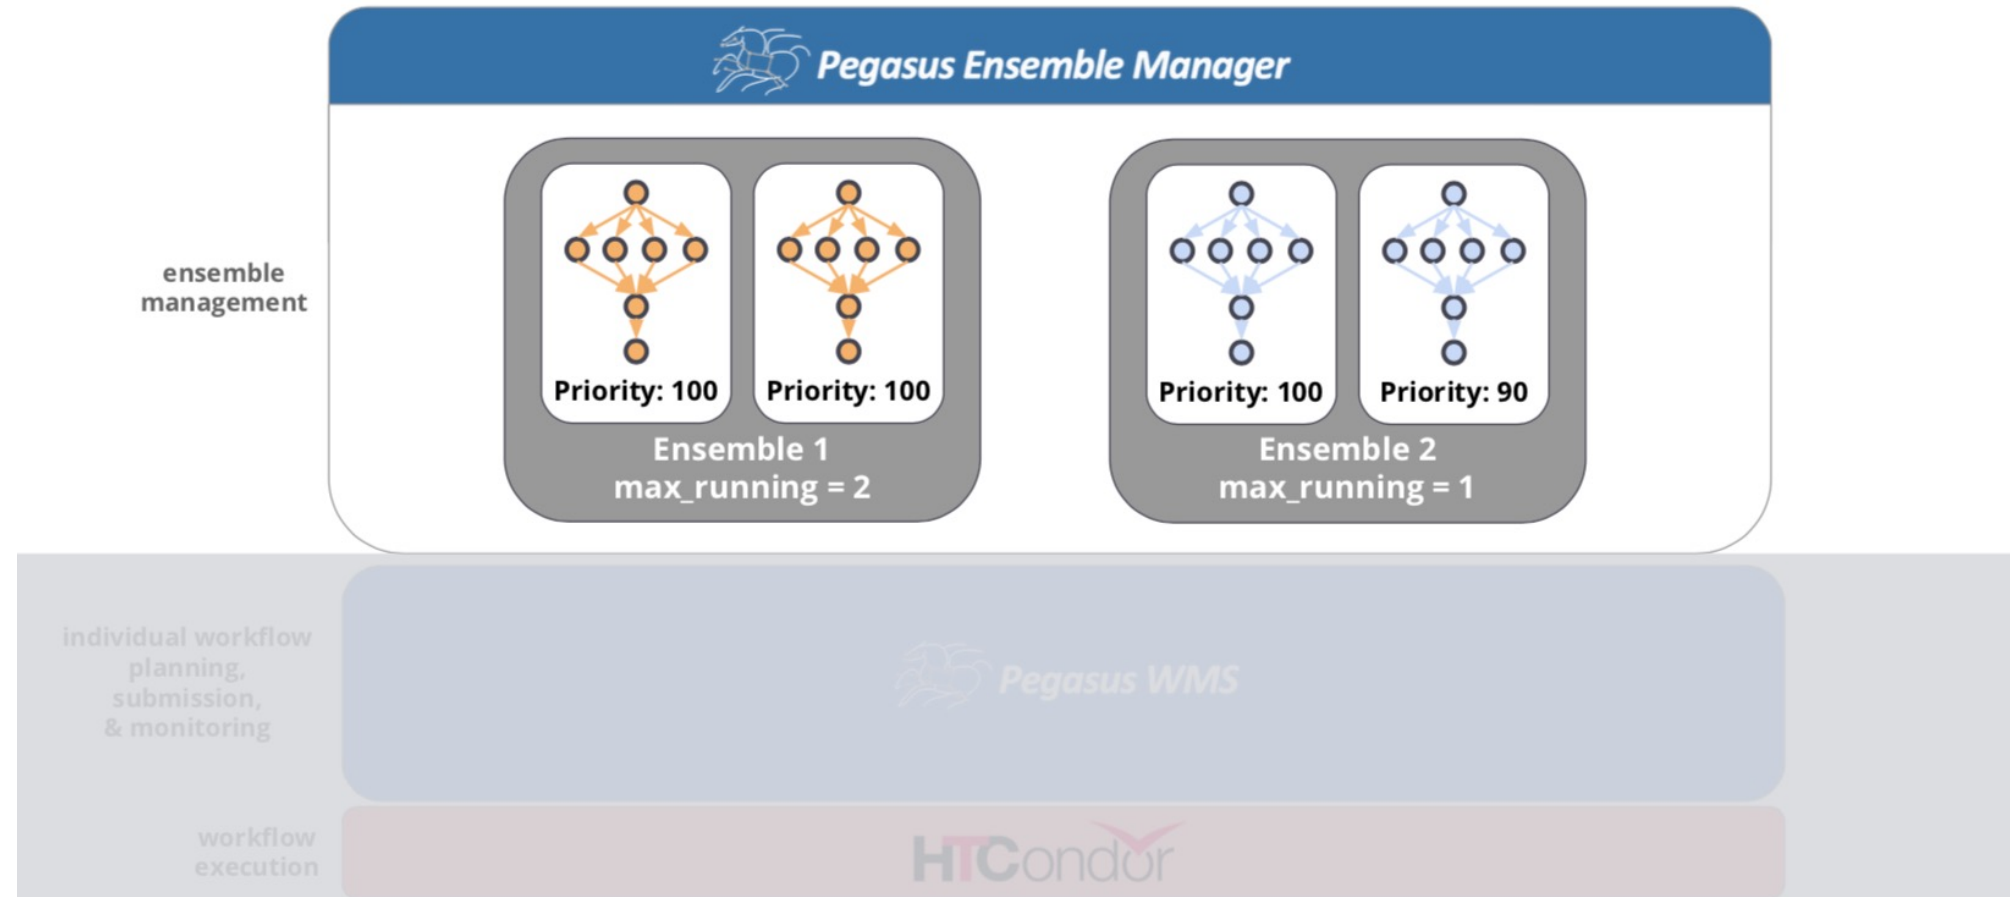 Pegasus Ensemble Manager
ensemble
management
Priority: 100
Priority: 100
Ensemble 1
max_running = 2
Priority: 100
Priority: 90
Ensemble 2
max_running = 1
individual workflow
planning,
submission,
& monitoring
Pegasus WMS
workflow
execution
HTCondor